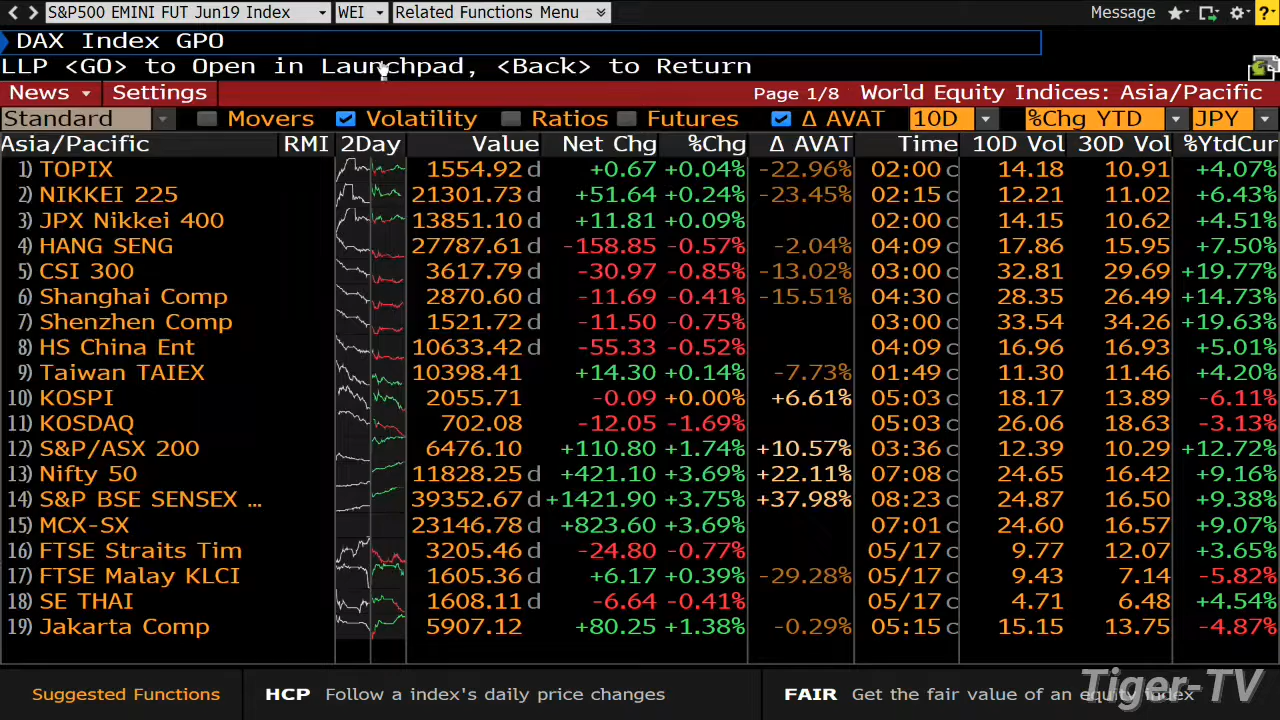 S&P500 EMINI FUT Jun19 Index WEI Related Functions Menu Message ?
DAX Index GPO
LLP <GO> to Open in Launchpad, <Back> to Return
News Settings Page 1/8 World Equity Indices: Asia/Pacific
Standard Movers Volatility Ratios Futures Δ AVAT 10D %Chg YTD JPY
Asia/Pacific RMI 2Day Value Net Chg %Chg Δ AVAT Time 10D Vol 30D Vol %YtdCur
1) TOPIX 1554.92 d +0.67 +0.04% -22.96% 02:00 c 14.18 10.91 +4.07%
2) NIKKEI 225 21301.73 d +51.64 +0.24% -23.45% 02:15 c 12.21 11.02 +6.43%
3) JPX Nikkei 400 13851.10 d +11.81 +0.09% 02:00 c 14.15 10.62 +4.51%
4) HANG SENG 27787.61 d -158.85 -0.57% -2.04% 04:09 c 17.86 15.95 +7.50%
5) CSI 300 3617.79 d -30.97 -0.85% -13.02% 03:00 c 32.81 29.69 +19.77%
6) Shanghai Comp 2870.60 d -11.69 -0.41% -15.51% 04:30 c 28.35 26.49 +14.73%
7) Shenzhen Comp 1521.72 d -11.50 -0.75% 03:00 c 33.54 34.26 +19.63%
8) HS China Ent 10633.42 d -55.33 -0.52% 04:09 c 16.96 16.93 +5.01%
9) Taiwan TAIEX 10398.41 +14.30 +0.14% -7.73% 01:49 c 11.30 11.46 +4.20%
10) KOSPI 2055.71 -0.09 +0.00% +6.61% 05:03 c 18.17 13.89 -6.11%
11) KOSDAQ 702.08 -12.05 -1.69% 05:03 c 26.06 18.63 -3.13%
12) S&P/ASX 200 6476.10 +110.80 +1.74% +10.57% 03:36 c 12.39 10.29 +12.72%
13) Nifty 50 11828.25 d +421.10 +3.69% +22.11% 07:08 c 24.65 16.42 +9.16%
14) S&P BSE SENSEX ... 39352.67 d +1421.90 +3.75% +37.98% 08:23 c 24.87 16.50 +9.38%
15) MCX-SX 23146.78 d +823.60 +3.69% 07:01 c 24.60 16.57 +9.07%
16) FTSE Straits Tim 3205.46 d -24.80 -0.77% 05/17 c 9.77 12.07 +3.65%
17) FTSE Malay KLCI 1605.36 d +6.17 +0.39% -29.28% 05/17 c 9.43 7.14 -5.82%
18) SE THAI 1608.11 d -6.64 -0.41% 05/17 c 4.71 6.48 +4.54%
19) Jakarta Comp 5907.12 +80.25 +1.38% -0.29% 05:15 c 15.15 13.75 -4.87%
Suggested Functions HCP Follow a index's daily price changes FAIR Get the fair value of an equity index
Tiger-TV